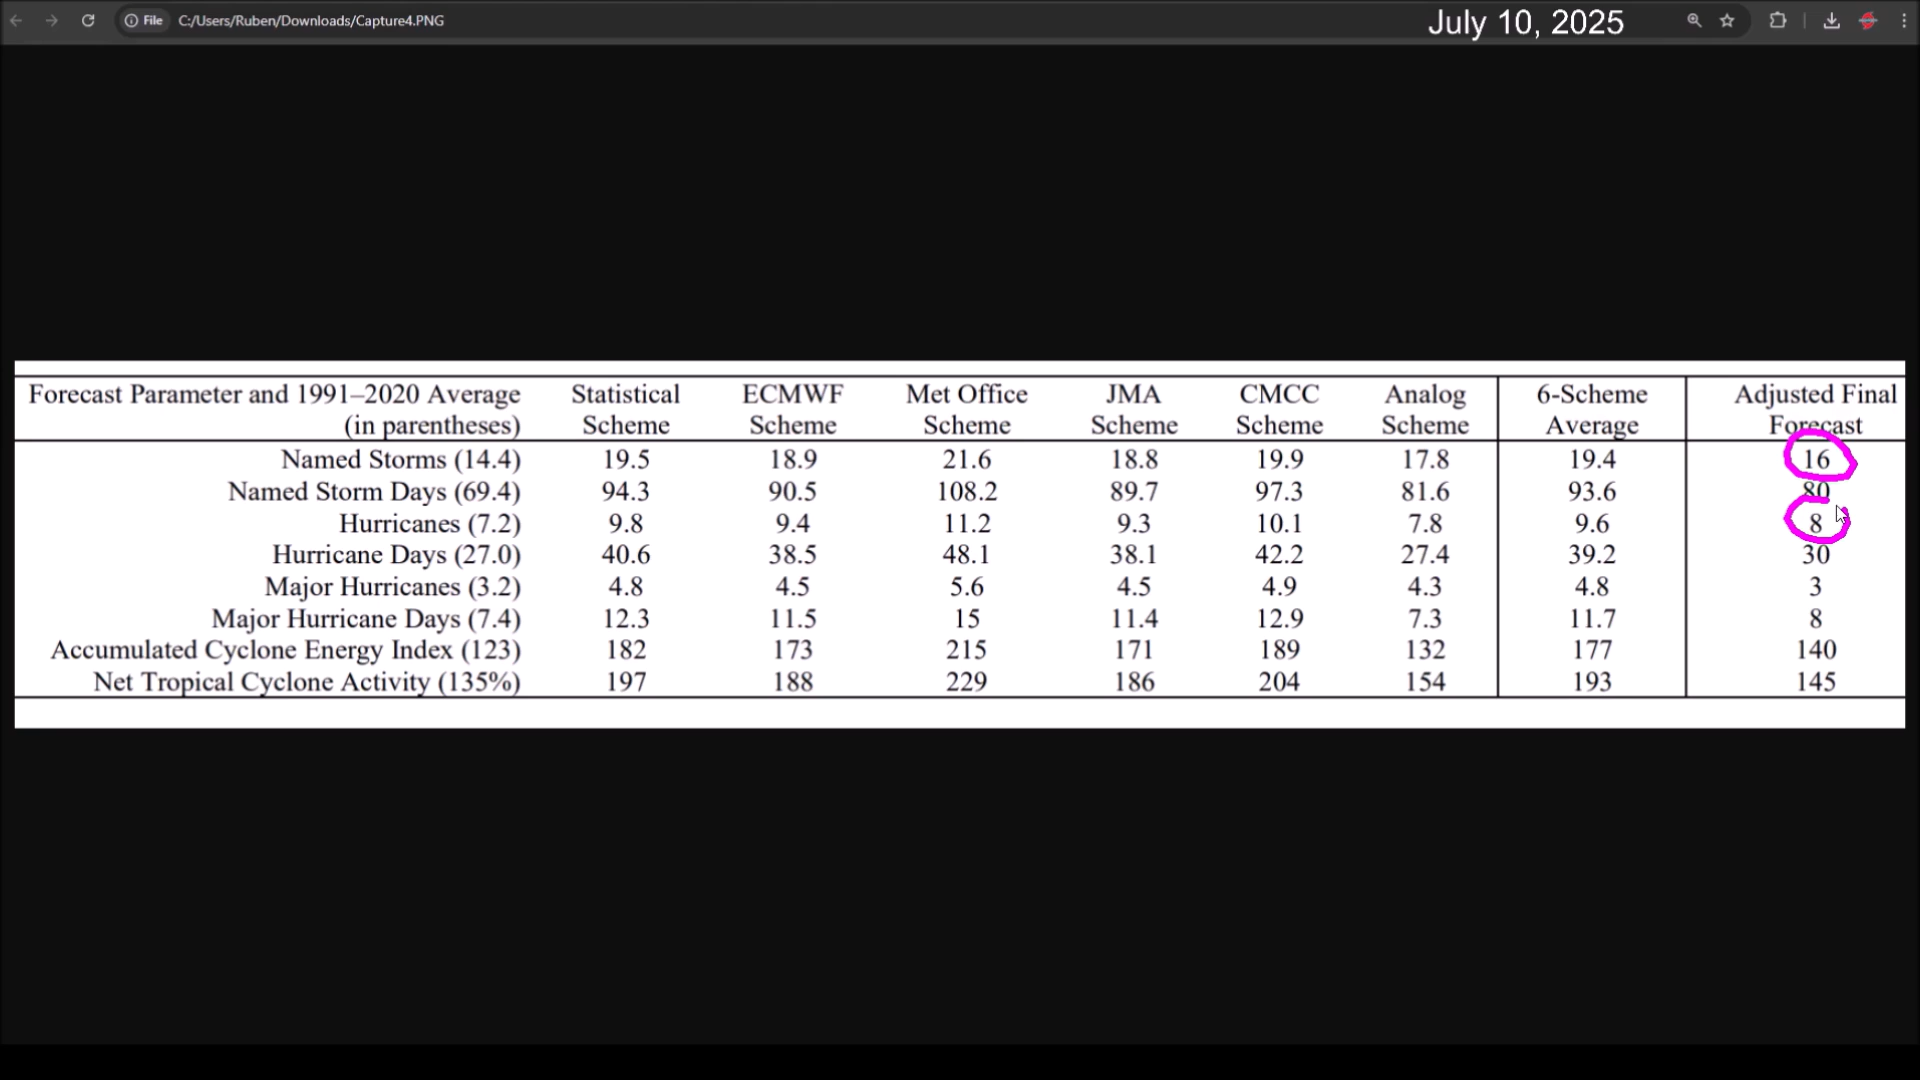 File C:/Users/Ruben/Downloads/Capture4.PNG July 10, 2025
Forecast Parameter and 1991–2020 Average Statistical ECMWF Met Office JMA CMCC Analog 6-Scheme Adjusted Final
(in parentheses) Scheme Scheme Scheme Scheme Scheme Scheme Average Forecast
Named Storms (14.4) 19.5 18.9 21.6 18.8 19.9 17.8 19.4 16
Named Storm Days (69.4) 94.3 90.5 108.2 89.7 97.3 81.6 93.6 80
Hurricanes (7.2) 9.8 9.4 11.2 9.3 10.1 7.8 9.6 8
Hurricane Days (27.0) 40.6 38.5 48.1 38.1 42.2 27.4 39.2 30
Major Hurricanes (3.2) 4.8 4.5 5.6 4.5 4.9 4.3 4.8 3
Major Hurricane Days (7.4) 12.3 11.5 15 11.4 12.9 7.3 11.7 8
Accumulated Cyclone Energy Index (123) 182 173 215 171 189 132 177 140
Net Tropical Cyclone Activity (135%) 197 188 229 186 204 154 193 145